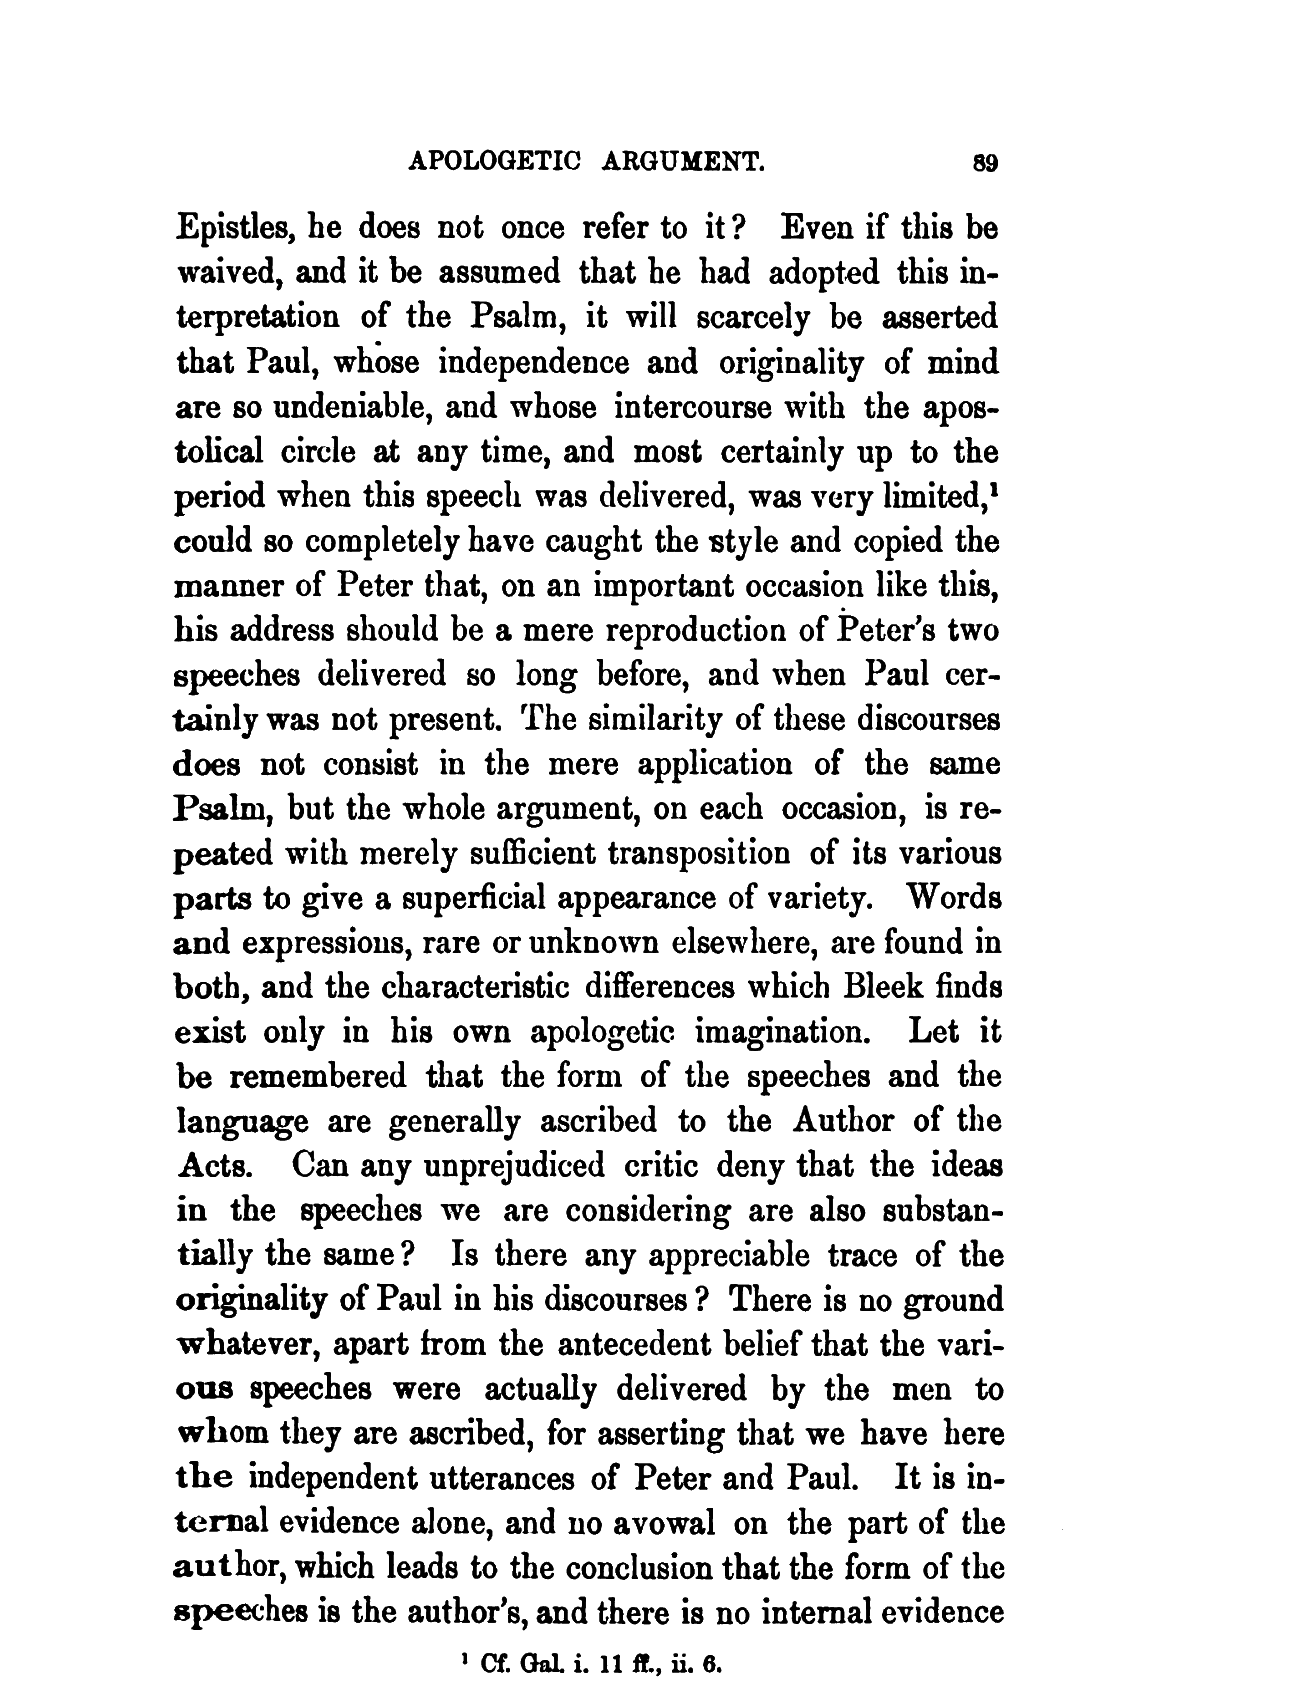 APOLOGETIC ARGUMENT. 89
Epistles, he does not once refer to it? Even if this be
waived, and it be assumed that he had adopted this in-
terpretation of the Psalm, it will scarcely be asserted
that Paul, whose independence and originality of mind
are so undeniable, and whose intercourse with the apos-
tolical circle at any time, and most certainly up to the
period when this speech was delivered, was very limited,¹
could so completely have caught the style and copied the
manner of Peter that, on an important occasion like this,
his address should be a mere reproduction of Peter's two
speeches delivered so long before, and when Paul cer-
tainly was not present. The similarity of these discourses
does not consist in the mere application of the same
Psalm, but the whole argument, on each occasion, is re-
peated with merely sufficient transposition of its various
parts to give a superficial appearance of variety. Words
and expressions, rare or unknown elsewhere, are found in
both, and the characteristic differences which Bleek finds
exist only in his own apologetic imagination. Let it
be remembered that the form of the speeches and the
language are generally ascribed to the Author of the
Acts. Can any unprejudiced critic deny that the ideas
in the speeches we are considering are also substan-
tially the same? Is there any appreciable trace of the
originality of Paul in his discourses? There is no ground
whatever, apart from the antecedent belief that the vari-
ous speeches were actually delivered by the men to
whom they are ascribed, for asserting that we have here
the independent utterances of Peter and Paul. It is in-
ternal evidence alone, and no avowal on the part of the
author, which leads to the conclusion that the form of the
speeches is the author's, and there is no internal evidence
¹ Cf. Gal. i. 11 ff., ii. 6.